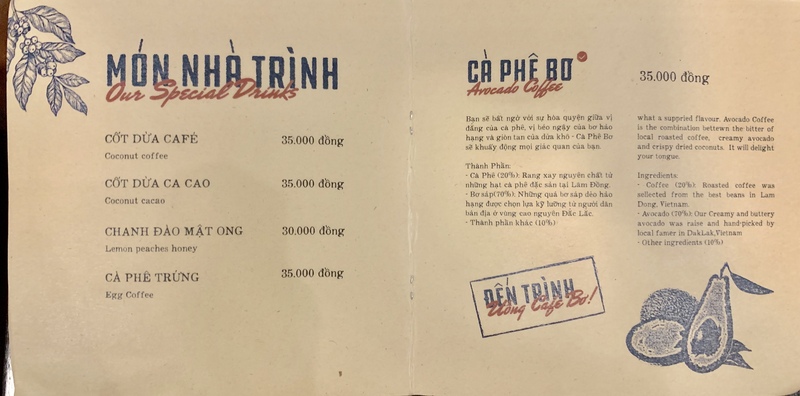 MÓN NHÀ TRÌNH
Our Special Drinks
CỐT DỪA CAFÉ 35.000 đồng
Coconut coffee
CỐT DỪA CA CAO 35.000 đồng
Coconut cacao
CHANH ĐÀO MẬT ONG 30.000 đồng
Lemon peaches honey
CÀ PHÊ TRỨNG 35.000 đồng
Egg Coffee
CÀ PHÊ BƠ
Avocado Coffee
35.000 đồng
Bạn sẽ bất ngờ với sự hòa quyện giữa vị
đắng của cà phê, vị béo ngậy của bơ hảo
hạng và giòn tan của dừa khô - Cà Phê Bơ
sẽ khuấy động mọi giác quan của bạn.
Thành Phần:
- Cà Phê (20%): Rang xay nguyên chất từ
những hạt cà phê đặc sản tại Lâm Đồng.
- Bơ sáp(70%): Những quả bơ sáp dẻo hảo
hạng được chọn lựa kỹ lưỡng từ người dân
bản địa ở vùng cao nguyên Đắc Lắc.
- Thành phần khác (10%)
what a suppried flavour. Avocado Coffee
is the combination bettewn the bitter of
local roasted coffee, creamy avocado
and crispy dried coconuts. It will delight
your tongue.
Ingredients:
- Coffee (20%): Roasted coffee was
sellected from the best beans in Lam
Dong, Vietnam.
- Avocado (70%): Our Creamy and buttery
avocado was raise and hand-picked by
local famer in DakLak,Vietnam
- Other ingredients (10%)
ĐẾN TRÌNH
Uống Café Bơ!